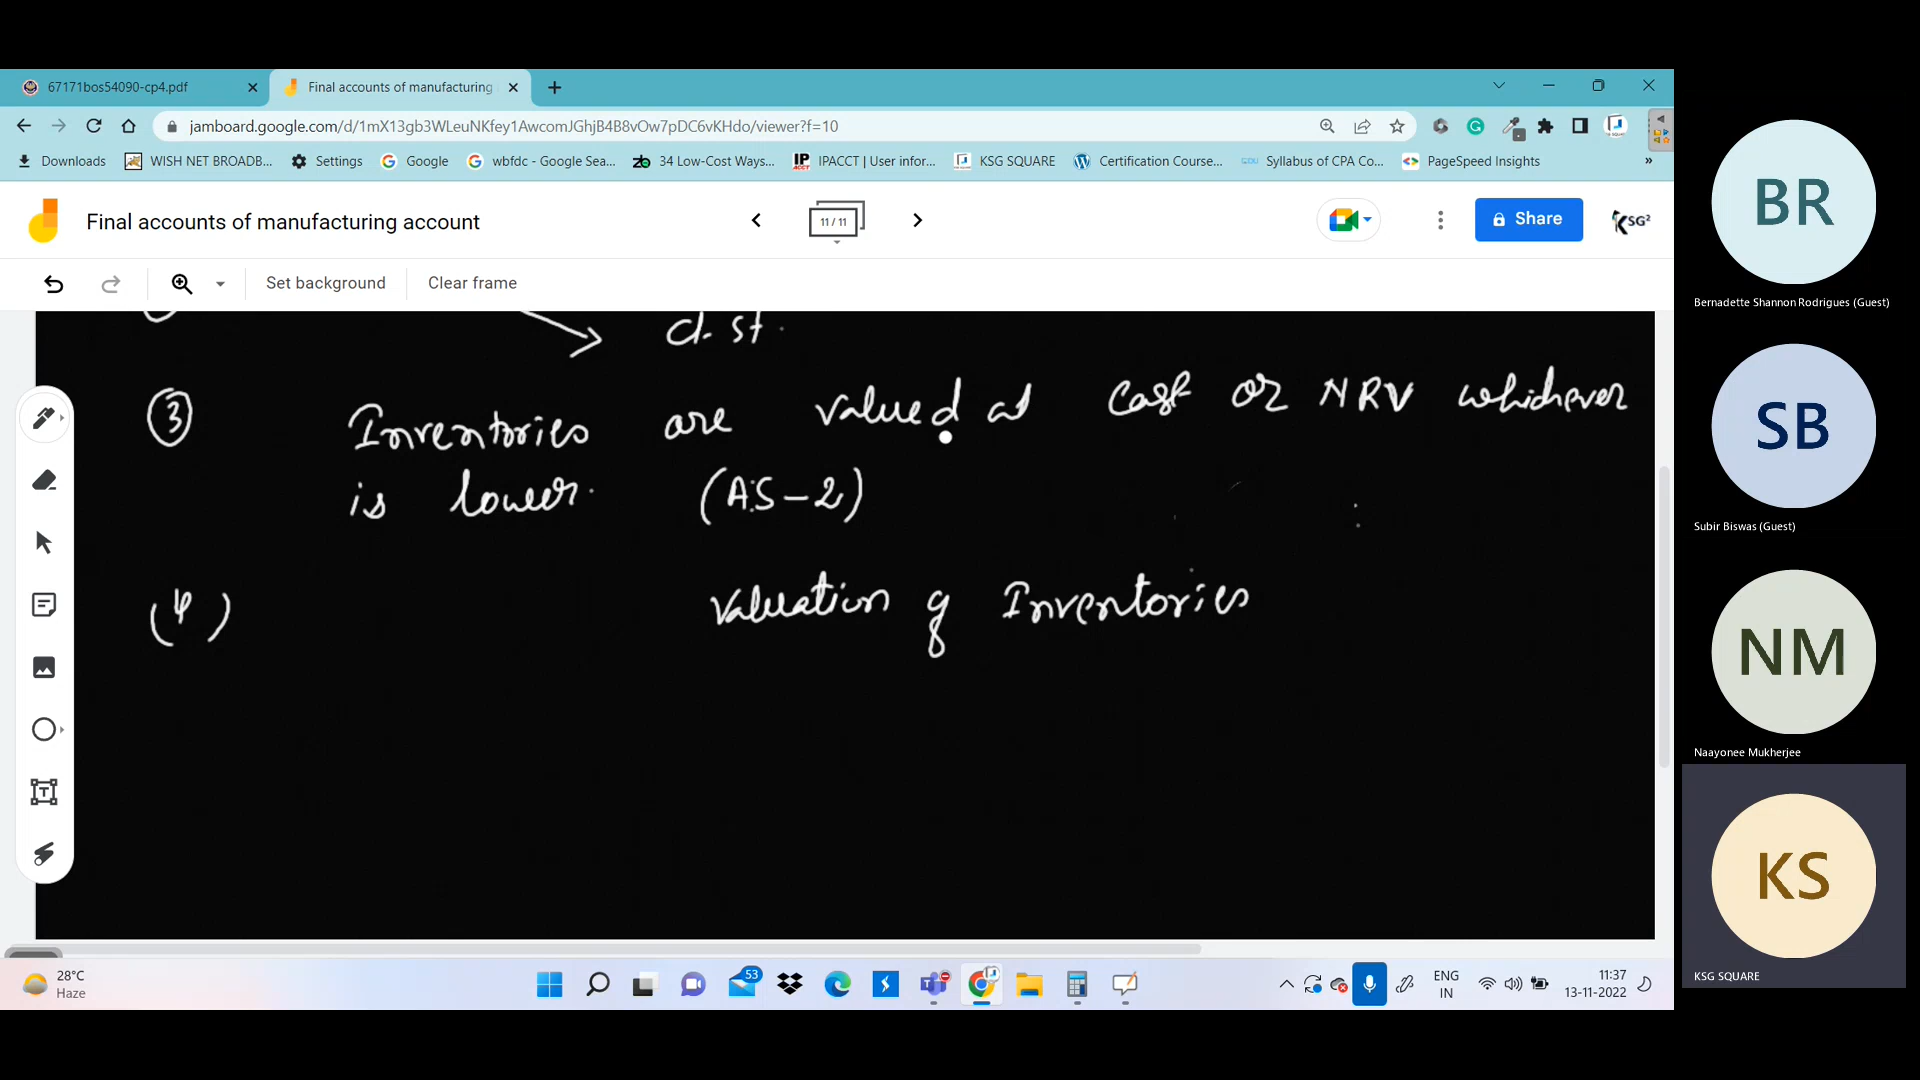 67171bos54090-cp4.pdf
Final accounts of manufacturing
jamboard.google.com/d/1mX13gb3WLeuNKfey1AwcomJGhjB4B8vOw7pDC6vKHdo/viewer?f=10
Downloads WISH NET BROADB... Settings Google wbfdc - Google Sea... 34 Low-Cost Ways... IPACCT | User infor... KSG SQUARE Certification Course... Syllabus of CPA Co... PageSpeed Insights »
Final accounts of manufacturing account
11 / 11
Share
KSG²
Set background
Clear frame
cl. st.
③ Inventories are valued at Cost or NRV whichever
is lower. (AS-2)
(4) Valuation of Inventories
BR
Bernadette Shannon Rodrigues (Guest)
SB
Subir Biswas (Guest)
NM
Naayonee Mukherjee
KS
KSG SQUARE
28°C
Haze
53
ENG
IN
11:37
13-11-2022